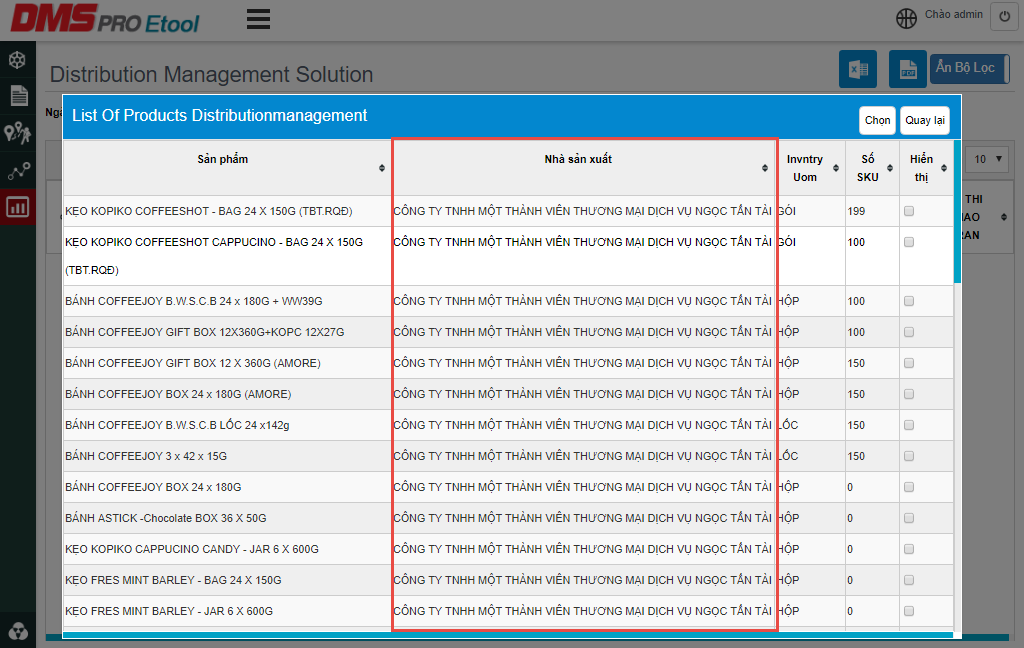 DMSPRO Etool
Chào admin
Distribution Management Solution
Ẩn Bộ Lọc
List Of Products Distributionmanagement
Chọn
Quay lại
10
Sản phẩm Nhà sản xuất Invntry Uom Số SKU Hiển thị
KẸO KOPIKO COFFEESHOT - BAG 24 X 150G (TBT.RQĐ) CÔNG TY TNHH MỘT THÀNH VIÊN THƯƠNG MẠI DỊCH VỤ NGỌC TẤN TÀI GÓI 199
KẸO KOPIKO COFFEESHOT CAPPUCINO - BAG 24 X 150G CÔNG TY TNHH MỘT THÀNH VIÊN THƯƠNG MẠI DỊCH VỤ NGỌC TẤN TÀI GÓI 100
(TBT.RQĐ)
BÁNH COFFEEJOY B.W.S.C.B 24 x 180G + WW39G CÔNG TY TNHH MỘT THÀNH VIÊN THƯƠNG MẠI DỊCH VỤ NGỌC TẤN TÀI HỘP 100
BÁNH COFFEEJOY GIFT BOX 12X360G+KOPC 12X27G CÔNG TY TNHH MỘT THÀNH VIÊN THƯƠNG MẠI DỊCH VỤ NGỌC TẤN TÀI HỘP 100
BÁNH COFFEEJOY GIFT BOX 12 X 360G (AMORE) CÔNG TY TNHH MỘT THÀNH VIÊN THƯƠNG MẠI DỊCH VỤ NGỌC TẤN TÀI HỘP 150
BÁNH COFFEEJOY BOX 24 x 180G (AMORE) CÔNG TY TNHH MỘT THÀNH VIÊN THƯƠNG MẠI DỊCH VỤ NGỌC TẤN TÀI HỘP 150
BÁNH COFFEEJOY B.W.S.C.B LỐC 24 x142g CÔNG TY TNHH MỘT THÀNH VIÊN THƯƠNG MẠI DỊCH VỤ NGỌC TẤN TÀI LỐC 150
BÁNH COFFEEJOY 3 x 42 x 15G CÔNG TY TNHH MỘT THÀNH VIÊN THƯƠNG MẠI DỊCH VỤ NGỌC TẤN TÀI LỐC 150
BÁNH COFFEEJOY BOX 24 x 180G CÔNG TY TNHH MỘT THÀNH VIÊN THƯƠNG MẠI DỊCH VỤ NGỌC TẤN TÀI HỘP 0
BÁNH ASTICK -Chocolate BOX 36 X 50G CÔNG TY TNHH MỘT THÀNH VIÊN THƯƠNG MẠI DỊCH VỤ NGỌC TẤN TÀI HỘP 0
KẸO KOPIKO CAPPUCINO CANDY - JAR 6 X 600G CÔNG TY TNHH MỘT THÀNH VIÊN THƯƠNG MẠI DỊCH VỤ NGỌC TẤN TÀI HỘP 0
KẸO FRES MINT BARLEY - BAG 24 X 150G CÔNG TY TNHH MỘT THÀNH VIÊN THƯƠNG MẠI DỊCH VỤ NGỌC TẤN TÀI HỘP 0
KẸO FRES MINT BARLEY - JAR 6 X 600G CÔNG TY TNHH MỘT THÀNH VIÊN THƯƠNG MẠI DỊCH VỤ NGỌC TẤN TÀI HỘP 0